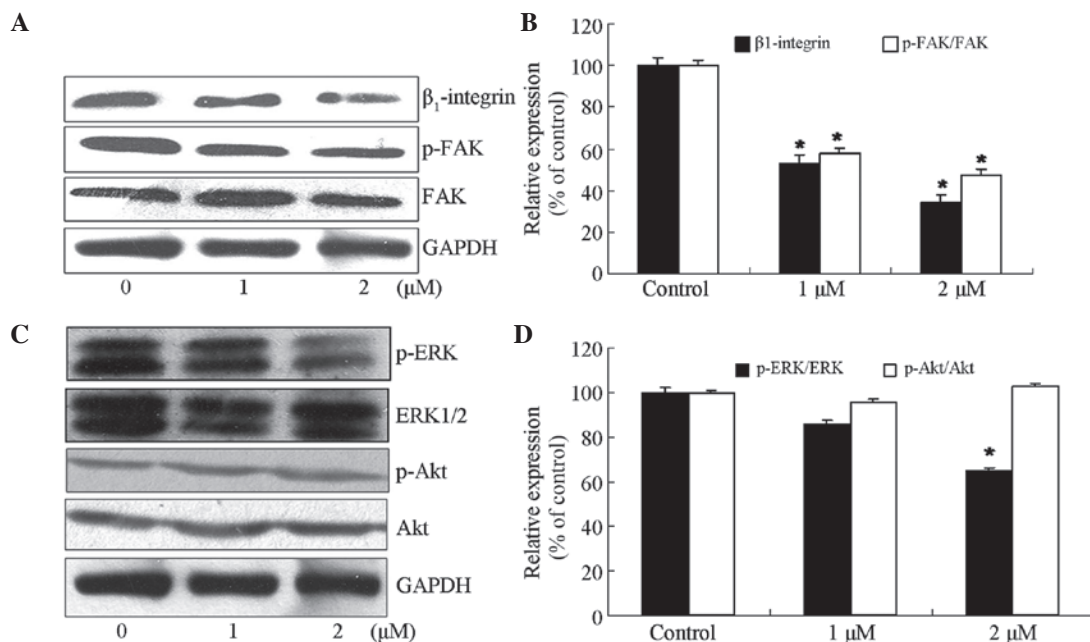 A
β1-integrin
p-FAK
FAK
GAPDH
0 1 2 (μM)
B
β1-integrin p-FAK/FAK
Relative expression
(% of control)
120
100
80
60
40
20
0
* * * *
Control 1 μM 2 μM
C
p-ERK
ERK1/2
p-Akt
Akt
GAPDH
0 1 2 (μM)
D
p-ERK/ERK p-Akt/Akt
Relative expression
(% of control)
120
100
80
60
40
20
0
*
Control 1 μM 2 μM